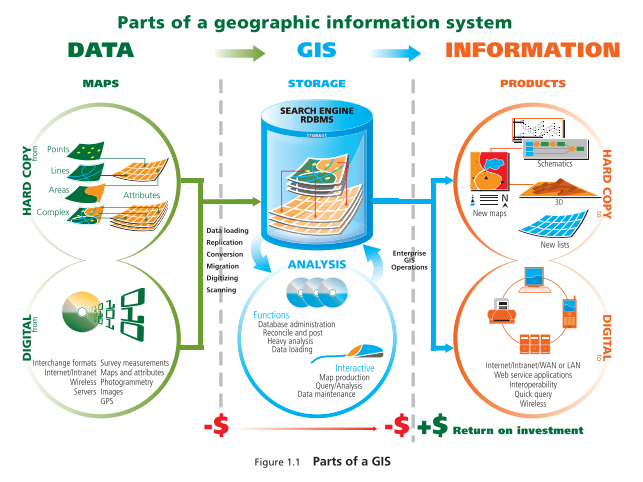 Parts of a geographic information system
DATA
GIS
INFORMATION
MAPS
STORAGE
PRODUCTS
HARD COPY
from
Points
Lines
Areas
Attributes
Complex
DIGITAL
from
Interchange formats
Internet/Intranet
Wireless
Servers
Survey measurements
Maps and attributes
Photogrammetry
Images
GPS
SEARCH ENGINE
RDBMS
STORAGE
Data loading
Replication
Conversion
Migration
Digitizing
Scanning
ANALYSIS
Functions
Database administration
Reconcile and post
Heavy analysis
Data loading
Interactive
Map production
Query/Analysis
Data maintenance
Enterprise
GIS
Operations
HARD COPY
to
Schematics
New maps
N
3D
New lists
DIGITAL
to
Internet/Intranet/WAN or LAN
Web service applications
Interoperability
Quick query
Wireless
-$
-$
+$ Return on investment
Figure 1.1 Parts of a GIS